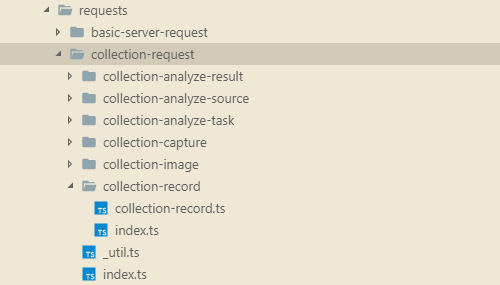 requests
basic-server-request
collection-request
collection-analyze-result
collection-analyze-source
collection-analyze-task
collection-capture
collection-image
collection-record
TS collection-record.ts
TS index.ts
TS _util.ts
TS index.ts